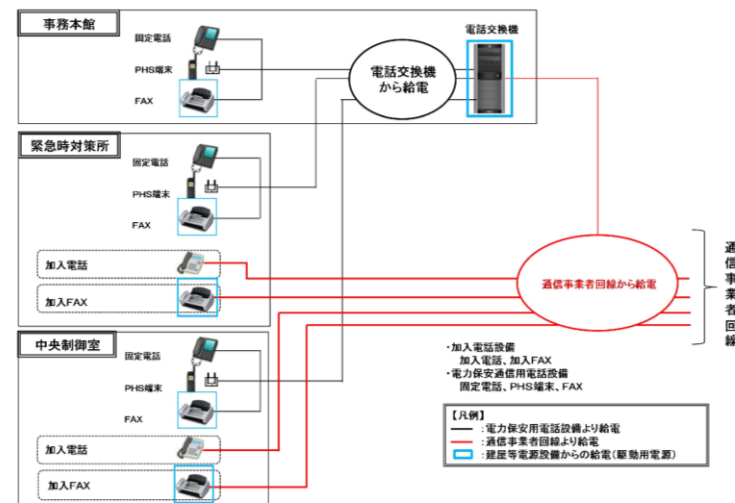 事務本館
固定電話
PHS端末
FAX
電話交換機
から給電
電話交換機
緊急時対策所
固定電話
PHS端末
FAX
加入電話
加入FAX
通信事業者回線から給電
通信事業者回線
中央制御室
固定電話
PHS端末
FAX
加入電話
加入FAX
・加入電話設備
加入電話、加入FAX
・電力保安通信用電話設備
固定電話、PHS端末、FAX
【凡例】
：電力保安用電話設備より給電
：通信事業者回線より給電
：建屋等電源設備からの給電（駆動用電源）